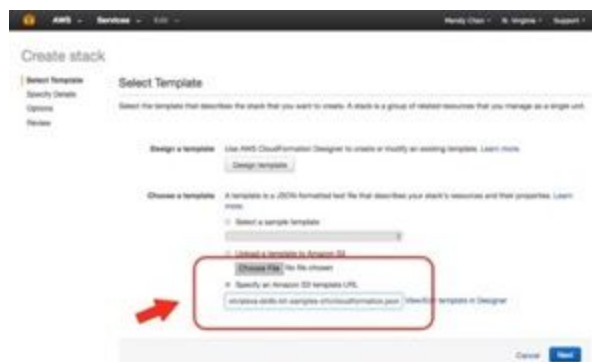 AWS Services Edit Mendy Chen N. Virginia Support
Create stack
Select Template
Specify Details
Options
Review
Select Template
Select the template that describes the stack that you want to create. A stack is a group of related resources that you manage as a single unit.
Design a template Use AWS CloudFormation Designer to create or modify an existing template. Learn more.
Design template
Choose a template A template is a JSON-formatted text file that describes your stack's resources and their properties. Learn
more.
Select a sample template
Upload a template to Amazon S3
Choose File No file chosen
Specify an Amazon S3 template URL
View/Edit template in Designer
Cancel Next